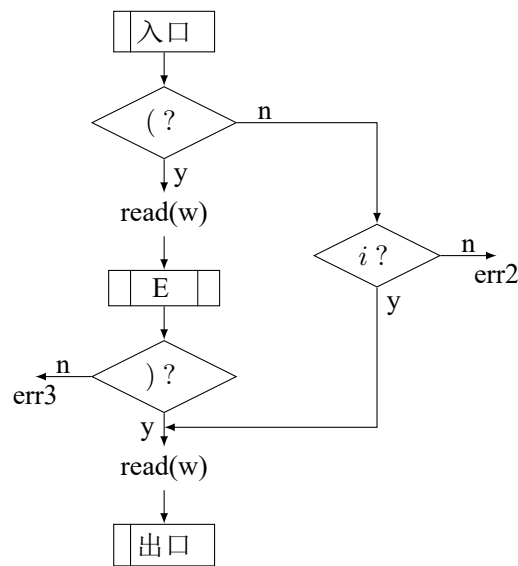 入口
( ?
n
y
read(w)
i ?
n
err2
y
E
) ?
n
err3
y
read(w)
出口